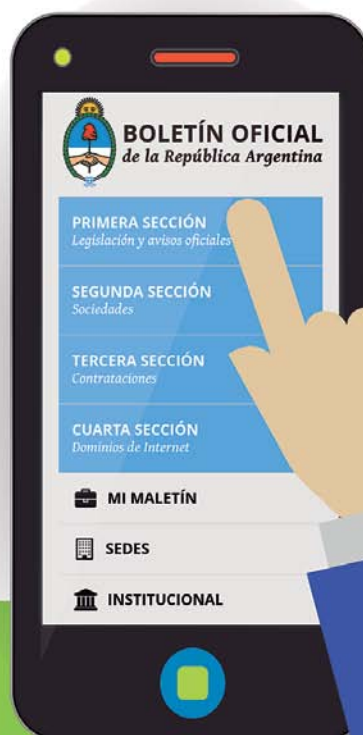 BOLETÍN OFICIAL
de la República Argentina
PRIMERA SECCIÓN
Legislación y avisos oficiales
SEGUNDA SECCIÓN
Sociedades
TERCERA SECCIÓN
Contrataciones
CUARTA SECCIÓN
Dominios de Internet
MI MALETÍN
SEDES
INSTITUCIONAL